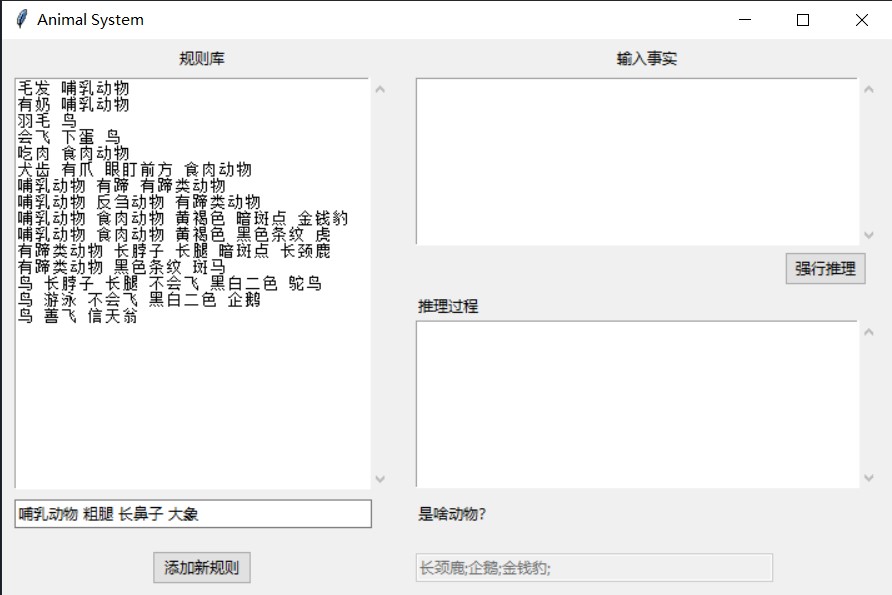 Animal System
规则库
毛发 哺乳动物
有奶 哺乳动物
羽毛 鸟
会飞 下蛋 鸟
吃肉 食肉动物
犬齿 有爪 眼盯前方 食肉动物
哺乳动物 有蹄 有蹄类动物
哺乳动物 反刍动物 有蹄类动物
哺乳动物 食肉动物 黄褐色 暗斑点 金钱豹
哺乳动物 食肉动物 黄褐色 黑色条纹 虎
有蹄类动物 长脖子 长腿 暗斑点 长颈鹿
有蹄类动物 黑色条纹 斑马
鸟 长脖子 长腿 不会飞 黑白二色 鸵鸟
鸟 游泳 不会飞 黑白二色 企鹅
鸟 善飞 信天翁
哺乳动物 粗腿 长鼻子 大象
添加新规则
输入事实
强行推理
推理过程
是啥动物?
长颈鹿;企鹅;金钱豹;